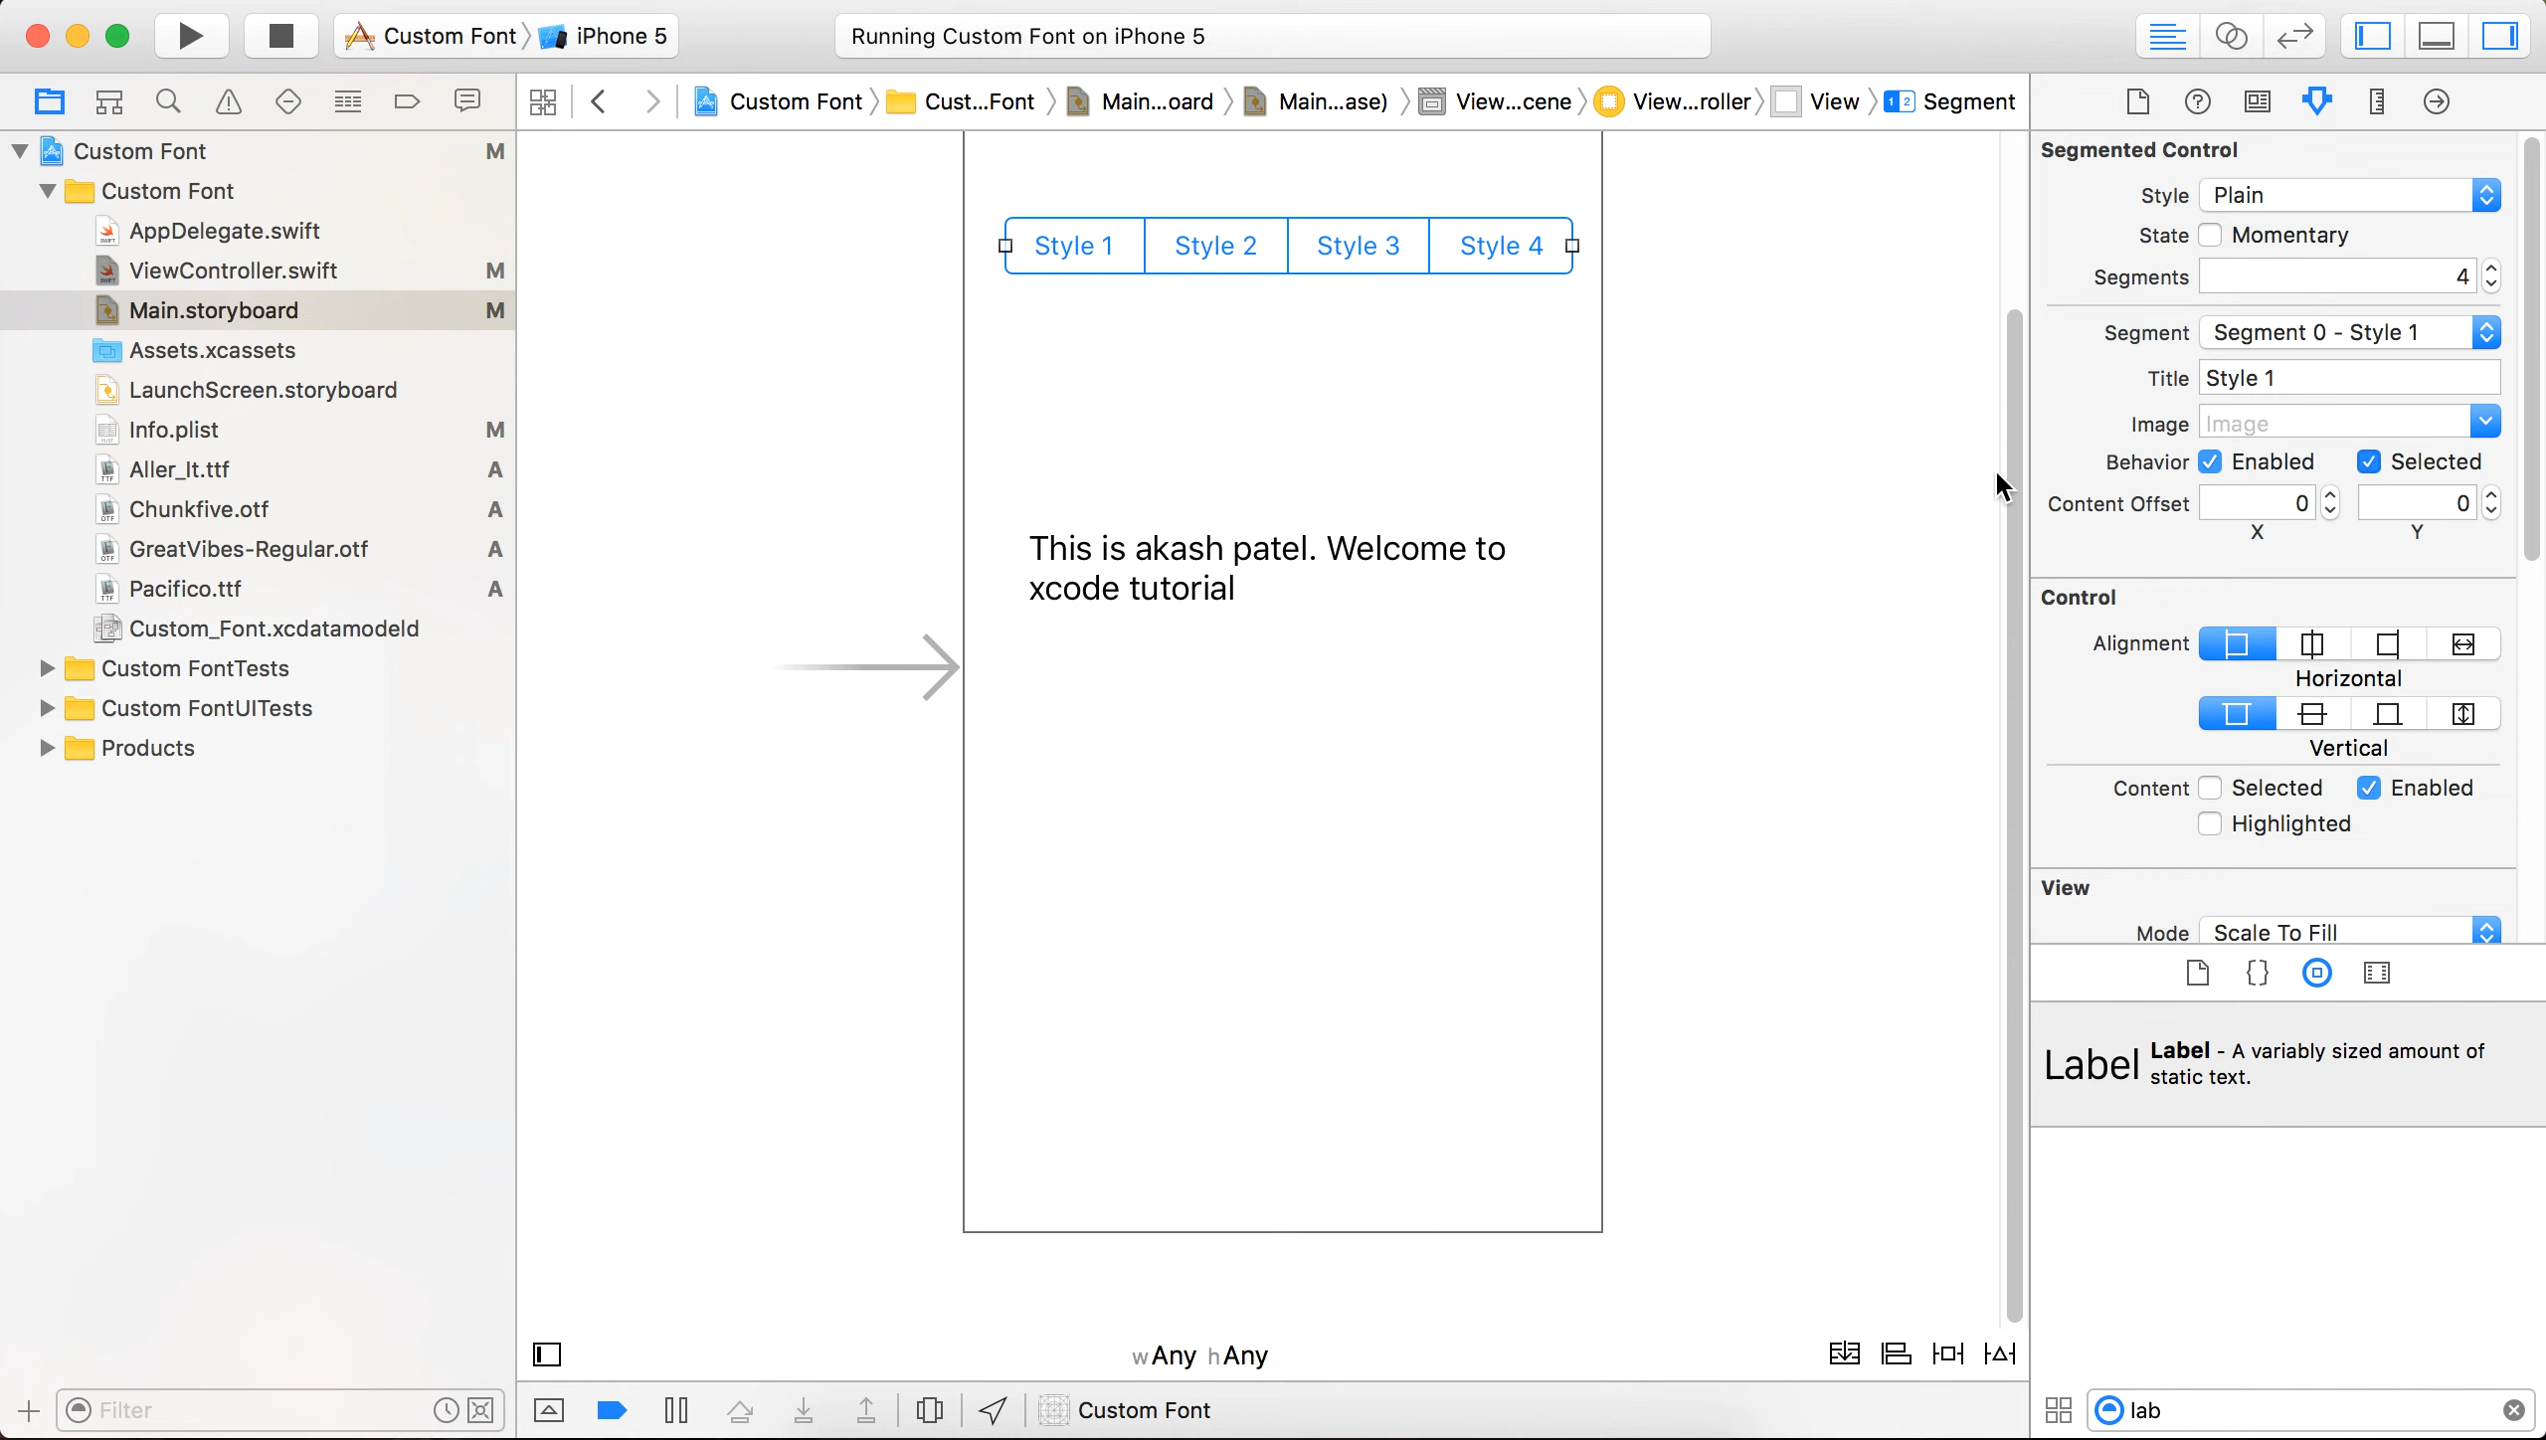 Custom Font iPhone 5
Running Custom Font on iPhone 5
Custom Font Cust...Font Main...oard Main...ase) View...cene View...roller View Segment
Custom Font M
Custom Font
AppDelegate.swift
ViewController.swift M
Main.storyboard M
Assets.xcassets
LaunchScreen.storyboard
Info.plist M
Aller_It.ttf A
Chunkfive.otf A
GreatVibes-Regular.otf A
Pacifico.ttf A
Custom_Font.xcdatamodeld
Custom FontTests
Custom FontUITests
Products
Filter
Style 1 Style 2 Style 3 Style 4
This is akash patel. Welcome to
xcode tutorial
wAny hAny
Custom Font
Segmented Control
Style Plain
State Momentary
Segments 4
Segment Segment 0 - Style 1
Title Style 1
Image Image
Behavior Enabled Selected
Content Offset 0 0
X Y
Control
Alignment
Horizontal
Vertical
Content Selected Enabled
Highlighted
View
Mode Scale To Fill
Label Label - A variably sized amount of
static text.
lab